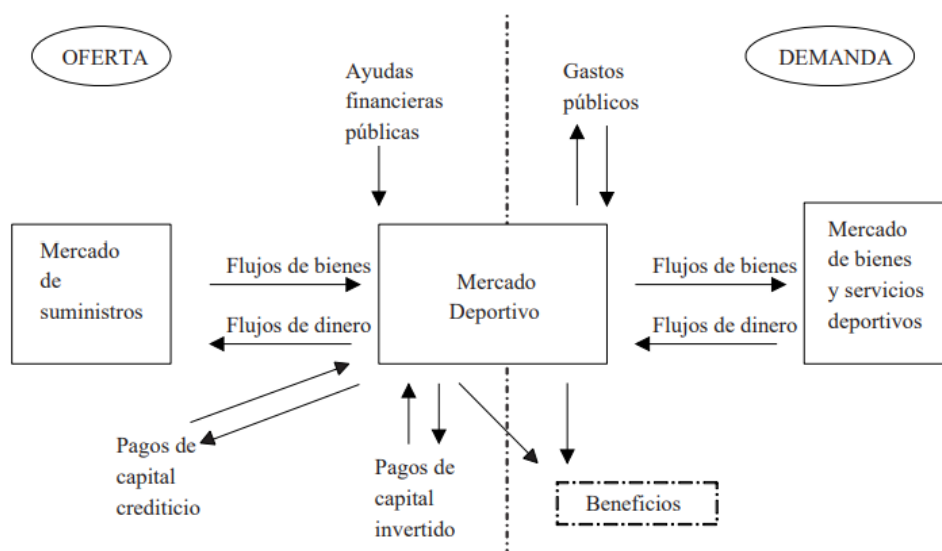 OFERTA
DEMANDA
Ayudas
financieras
públicas
Gastos
públicos
Mercado
de
suministros
Flujos de bienes
Flujos de dinero
Mercado
Deportivo
Flujos de bienes
Flujos de dinero
Mercado
de bienes
y servicios
deportivos
Pagos de
capital
crediticio
Pagos de
capital
invertido
Beneficios